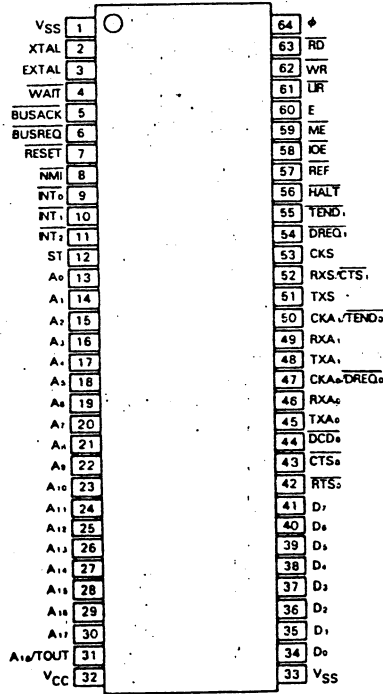 VSS 1
XTAL 2
EXTAL 3
WAIT 4
BUSACK 5
BUSREQ 6
RESET 7
NMI 8
INT0 9
INT1 10
INT2 11
ST 12
A0 13
A1 14
A2 15
A3 16
A4 17
A5 18
A6 19
A7 20
A8 21
A9 22
A10 23
A11 24
A12 25
A13 26
A14 27
A15 28
A16 29
A17 30
A18/TOUT 31
VCC 32
64 ϕ
63 RD
62 WR
61 LIR
60 E
59 ME
58 IOE
57 REF
56 HALT
55 TEND1
54 DREQ1
53 CKS
52 RXS/CTS1
51 TXS
50 CKA1/TEND0
49 RXA1
48 TXA1
47 CKA0/DREQ0
46 RXA0
45 TXA0
44 DCD0
43 CTS0
42 RTS0
41 D7
40 D6
39 D5
38 D4
37 D3
36 D2
35 D1
34 D0
33 VSS